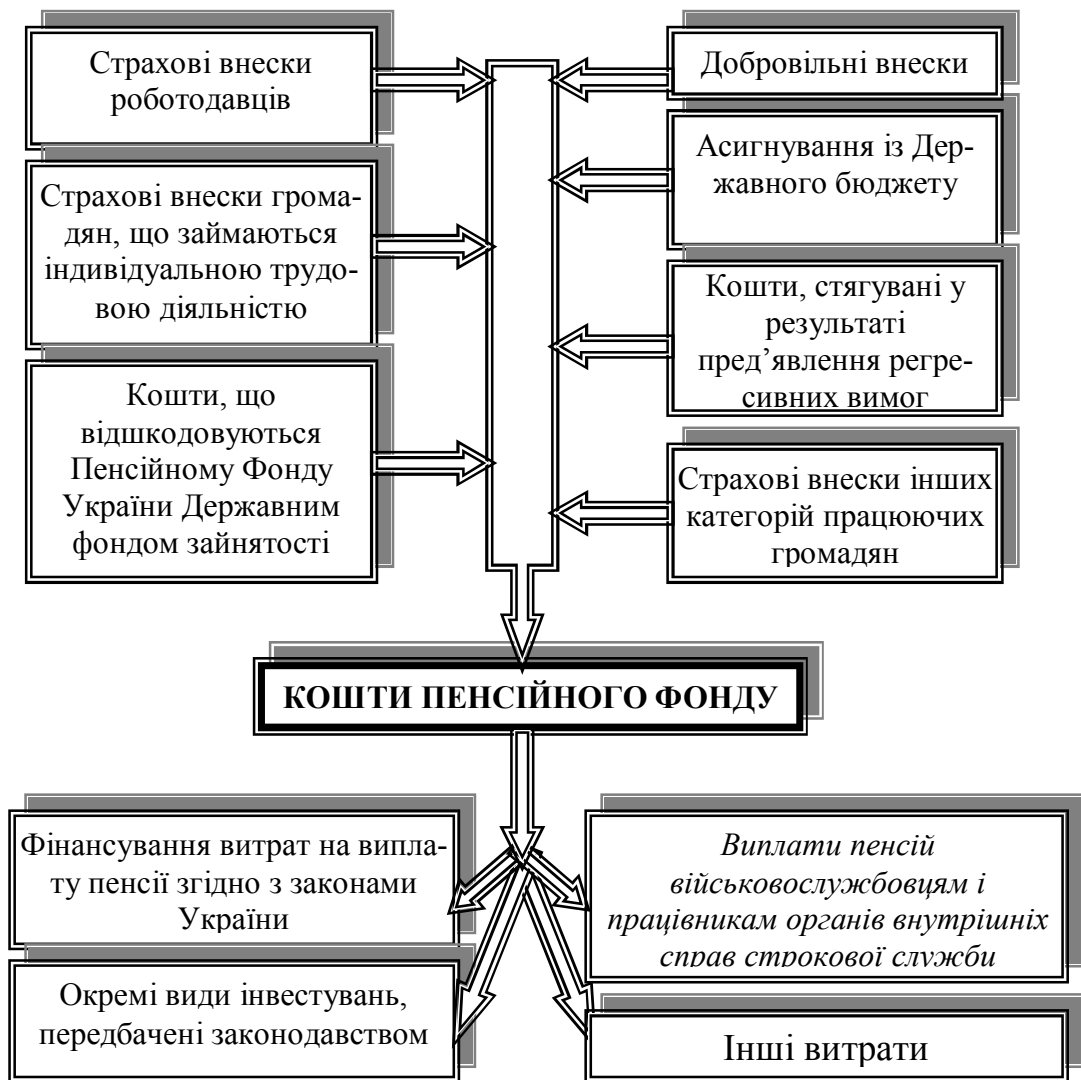 Страхові внески
роботодавців
Страхові внески грома-
дян, що займаються
індивідуальною трудо-
вою діяльністю
Кошти, що
відшкодовуються
Пенсійному Фонду
України Державним
фондом зайнятості
Добровільні внески
Асигнування із Дер-
жавного бюджету
Кошти, стягувані у
результаті
пред’явлення регре-
сивних вимог
Страхові внески інших
категорій працюючих
громадян
КОШТИ ПЕНСІЙНОГО ФОНДУ
Фінансування витрат на випла-
ту пенсії згідно з законами
України
Окремі види інвестувань,
передбачені законодавством
Виплати пенсій
військовослужбовцям і
працівникам органів внутрішніх
справ строкової служби
Інші витрати